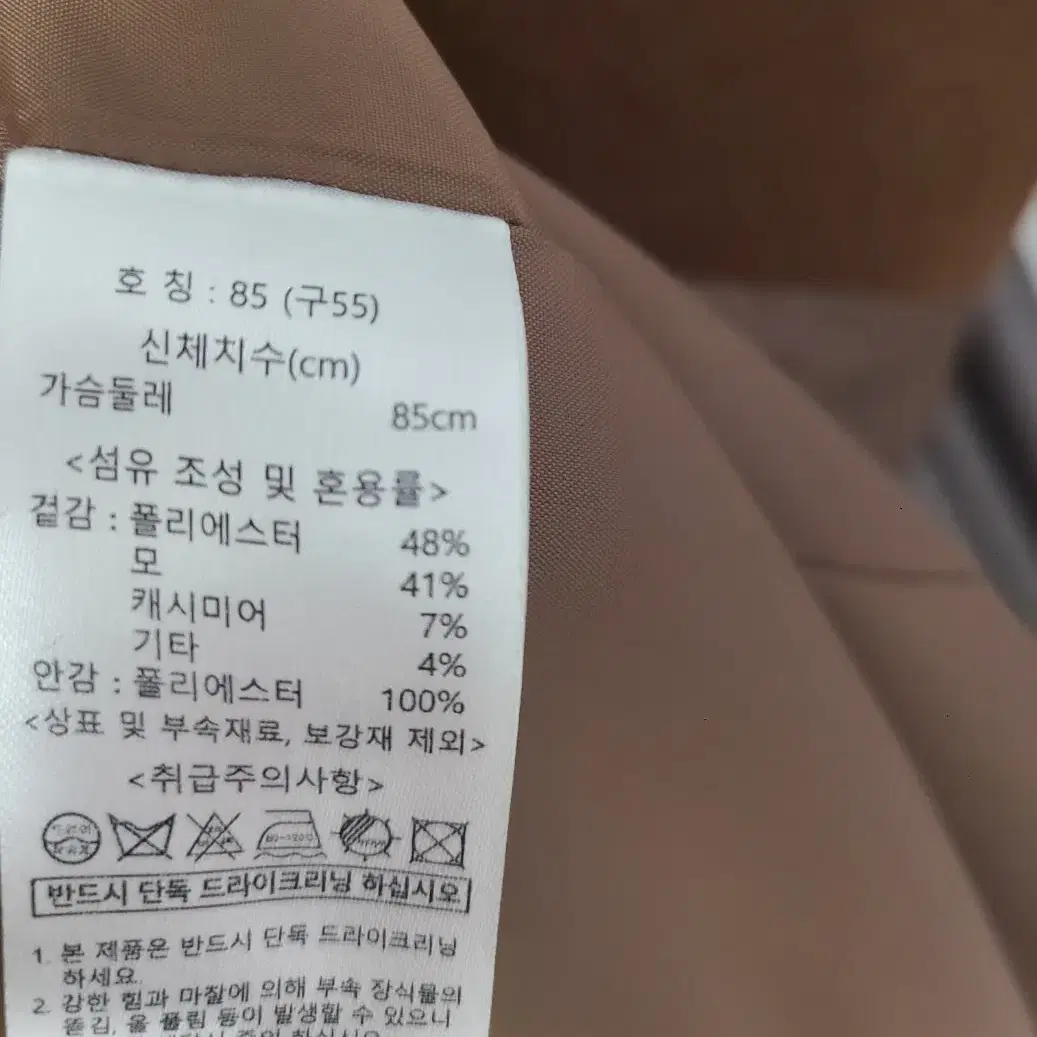 호 칭 : 85 (구55)
신체치수(cm)
가슴둘레 85cm
<섬유 조성 및 혼용률>
겉감 : 폴리에스터 48%
모 41%
캐시미어 7%
기타 4%
안감 : 폴리에스터 100%
<상표 및 부속재료, 보강재 제외>
<취급주의사항>
반드시 단독 드라이크리닝 하십시오
1. 본 제품은 반드시 단독 드라이크리닝
하세요.
2. 강한 힘과 마찰에 의해 부속 장식물의
뜯김, 올 풀림 등이 발생할 수 있으니